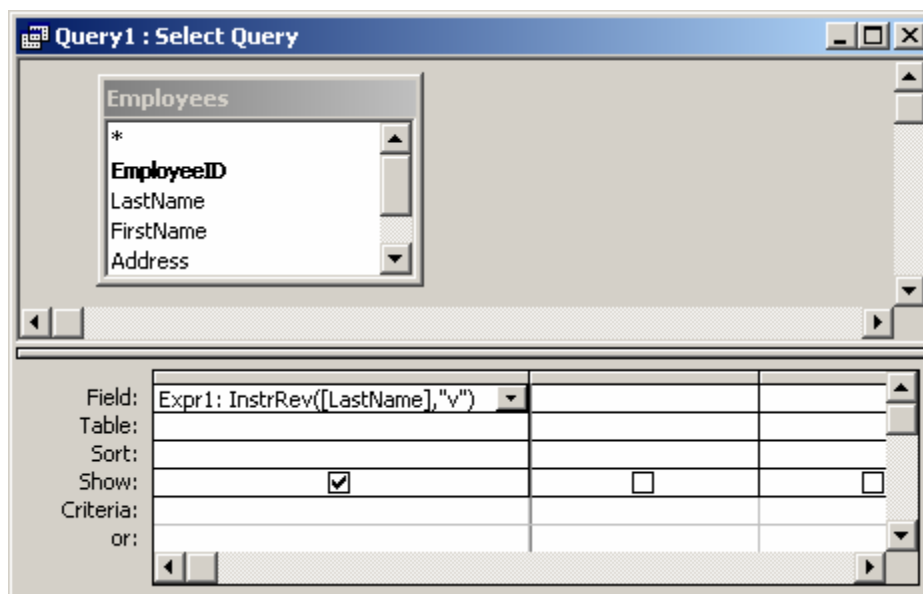 Query1 : Select Query
Employees
*
EmployeeID
LastName
FirstName
Address
Field: Expr1: InstrRev([LastName],"v")
Table:
Sort:
Show:
Criteria:
or: